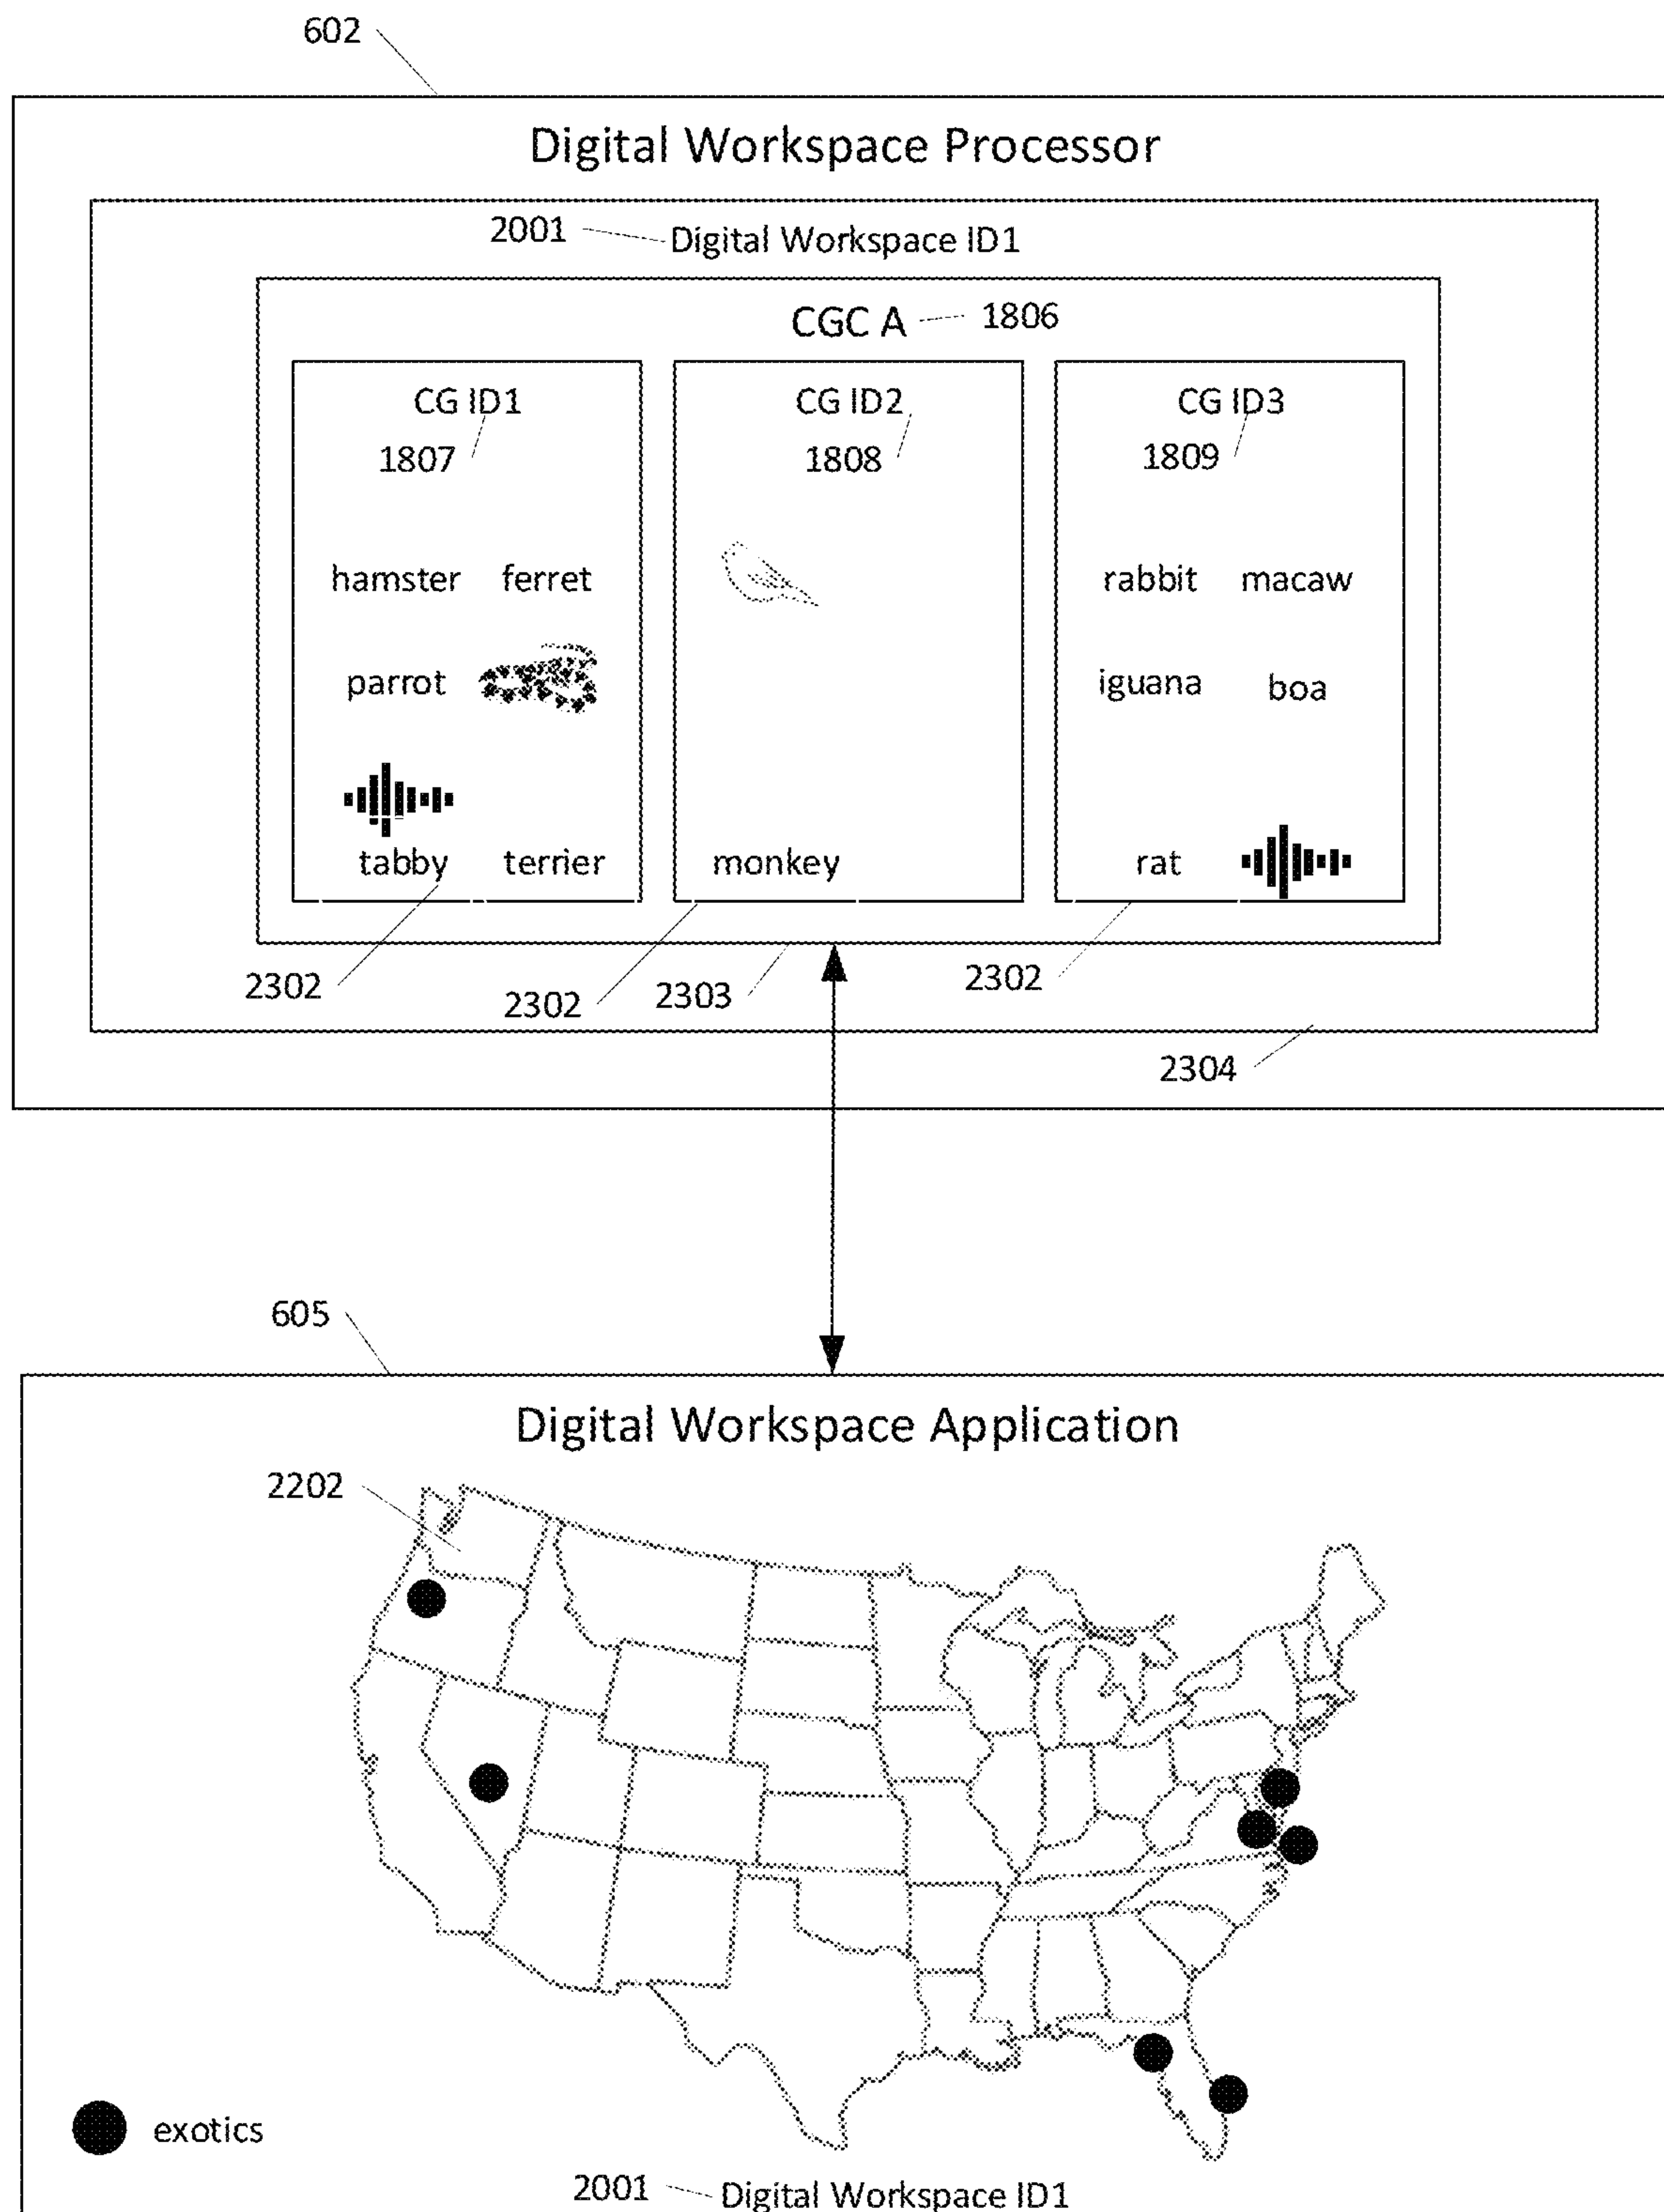 602
Digital Workspace Processor
2001 Digital Workspace ID1
CGC A 1806
CG ID1 CG ID2 CG ID3
1807 1808 1809
hamster ferret rabbit macaw
parrot iguana boa
tabby terrier monkey rat
2302 2302 2303 2302
2304
605
Digital Workspace Application
2202
exotics
2001 Digital Workspace ID1